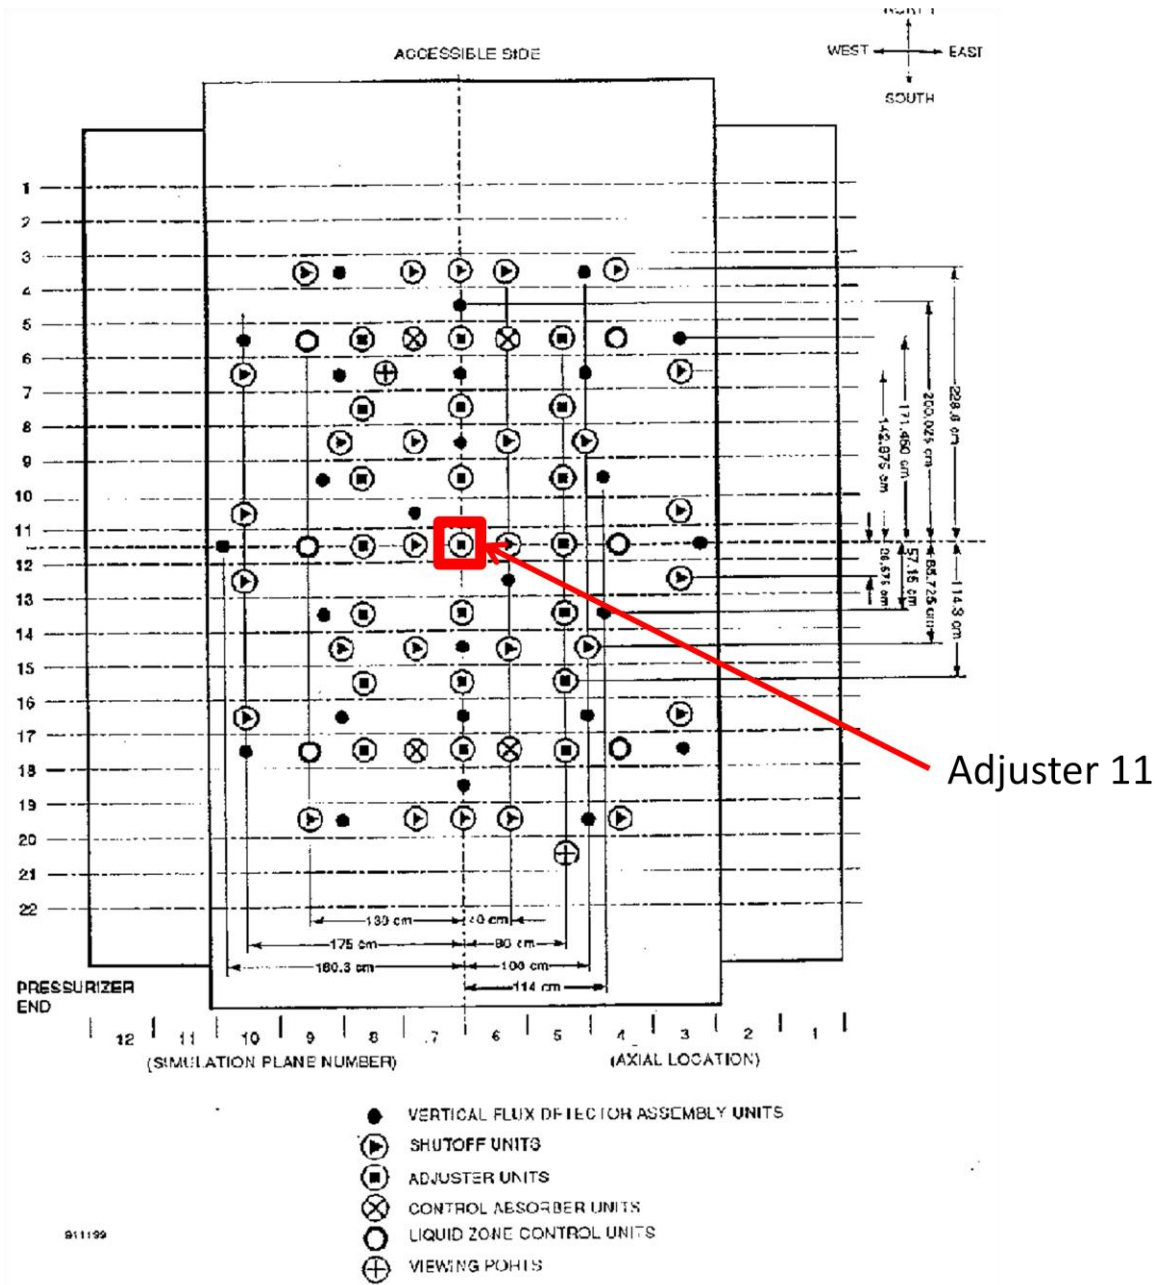 NORTH
ACCESSIBLE SIDE
WEST
EAST
SOUTH
1
2
3
4
5
6
7
8
9
10
11
12
13
14
15
16
17
18
19
20
21
22
142.875 cm
171.450 cm
200.025 cm
228.6 cm
57.15 cm
85.725 cm
114.3 cm
Adjuster 11
130 cm
40 cm
175 cm
80 cm
180.3 cm
100 cm
114 cm
PRESSURIZER
END
12 11 10 9 8 7 6 5 4 3 2 1
(SIMULATION PLANE NUMBER) (AXIAL LOCATION)
VERTICAL FLUX DETECTOR ASSEMBLY UNITS
SHUTOFF UNITS
ADJUSTER UNITS
CONTROL ABSORBER UNITS
LIQUID ZONE CONTROL UNITS
VIEWING PORTS
911199